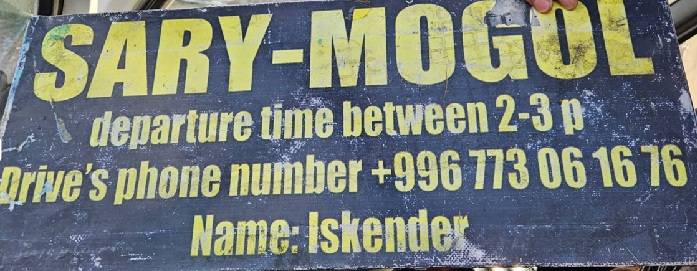 SARY-MOGOL
departure time between 2-3 p
Drive's phone number +996 773 06 16 76
Name: Iskender